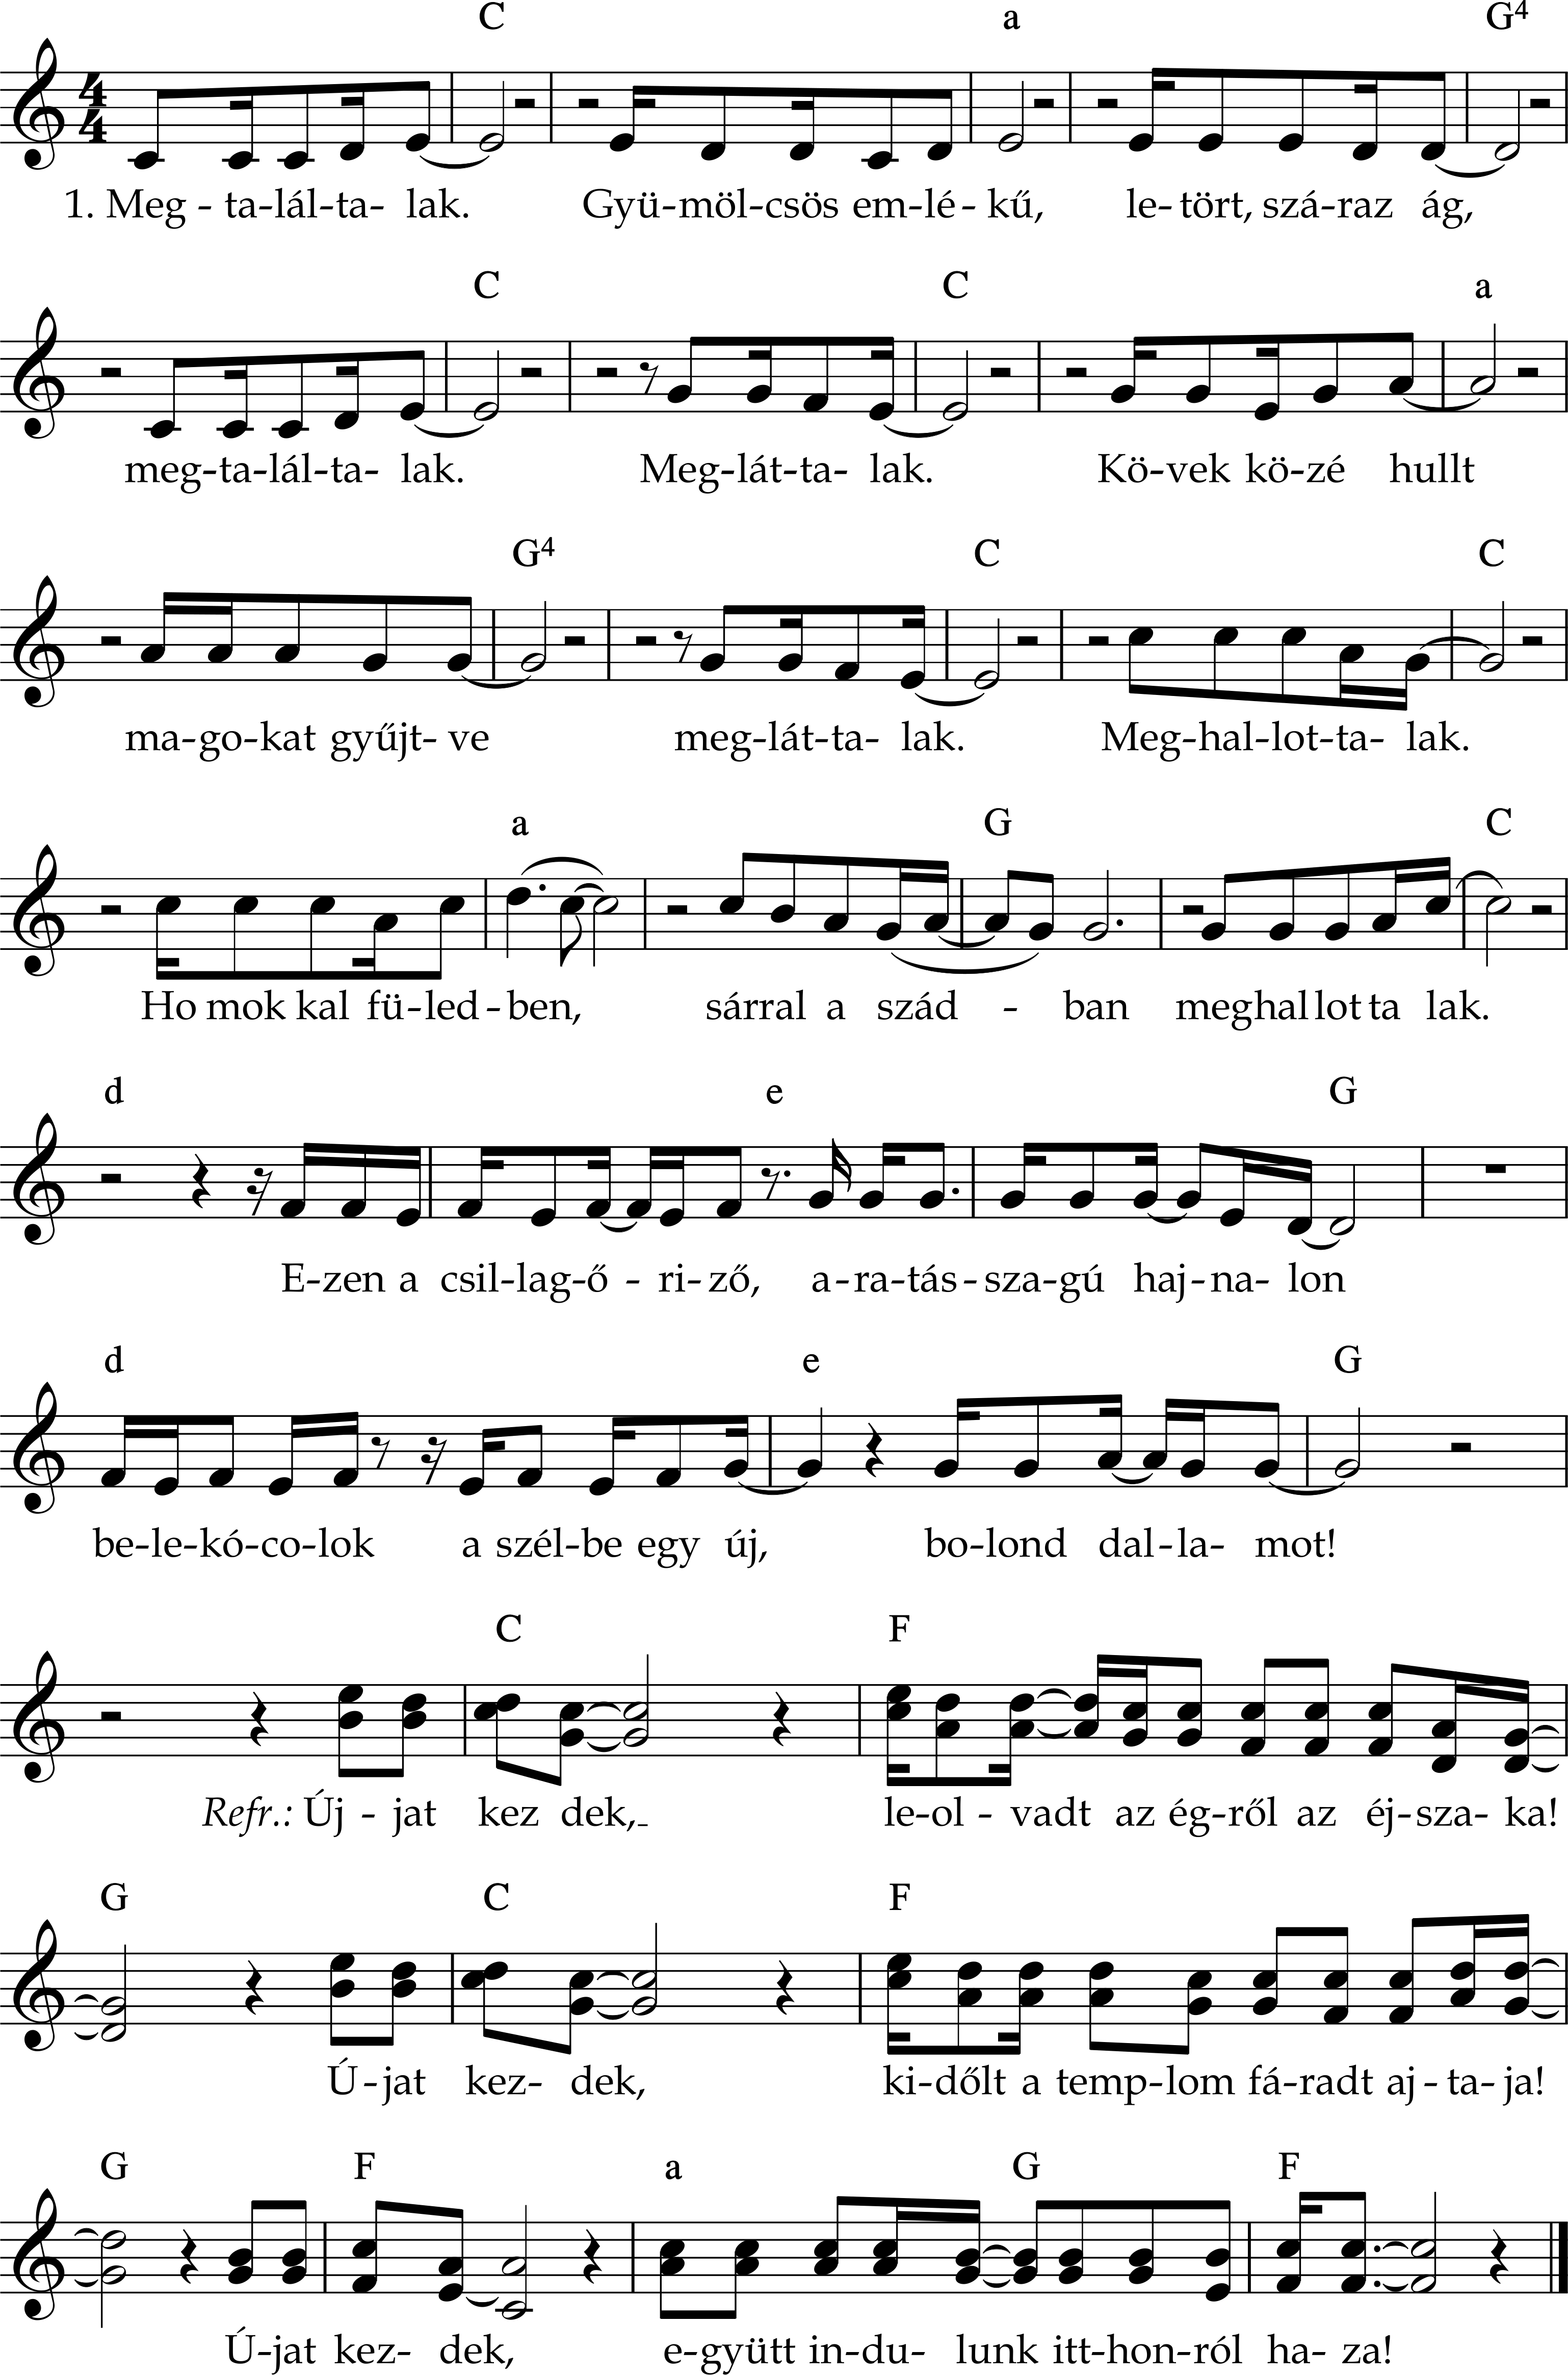 C a G4
4
4
1. Meg - ta-lál-ta- lak. Gyü-möl-csös em-lé - kű, le-tört, szá-raz ág,
C C a
meg-ta-lál-ta- lak. Meg-lát-ta- lak. Kö-vek kö-zé hullt
G4 C C
ma-go-kat gyűjt- ve meg-lát-ta- lak. Meg-hal-lot-ta- lak.
a G C
Ho mok kal fü-led-ben, sárral a szád - ban meghallot ta lak.
d e G
E-zen a csil-lag-ő - ri- ző, a-ra-tás-sza-gú haj-na- lon
d e G
be-le-kó-co-lok a szél-be egy új, bo-lond dal-la- mot!
C F
Refr.: Új - jat kez dek, le-ol - vadt az ég-ről az éj-sza- ka!
G C F
Ú-jat kez- dek, ki-dőlt a temp-lom fá-radt aj-ta- ja!
G F a G F
Ú-jat kez- dek, e-gyütt in-du- lunk itt-hon-ról ha- za!